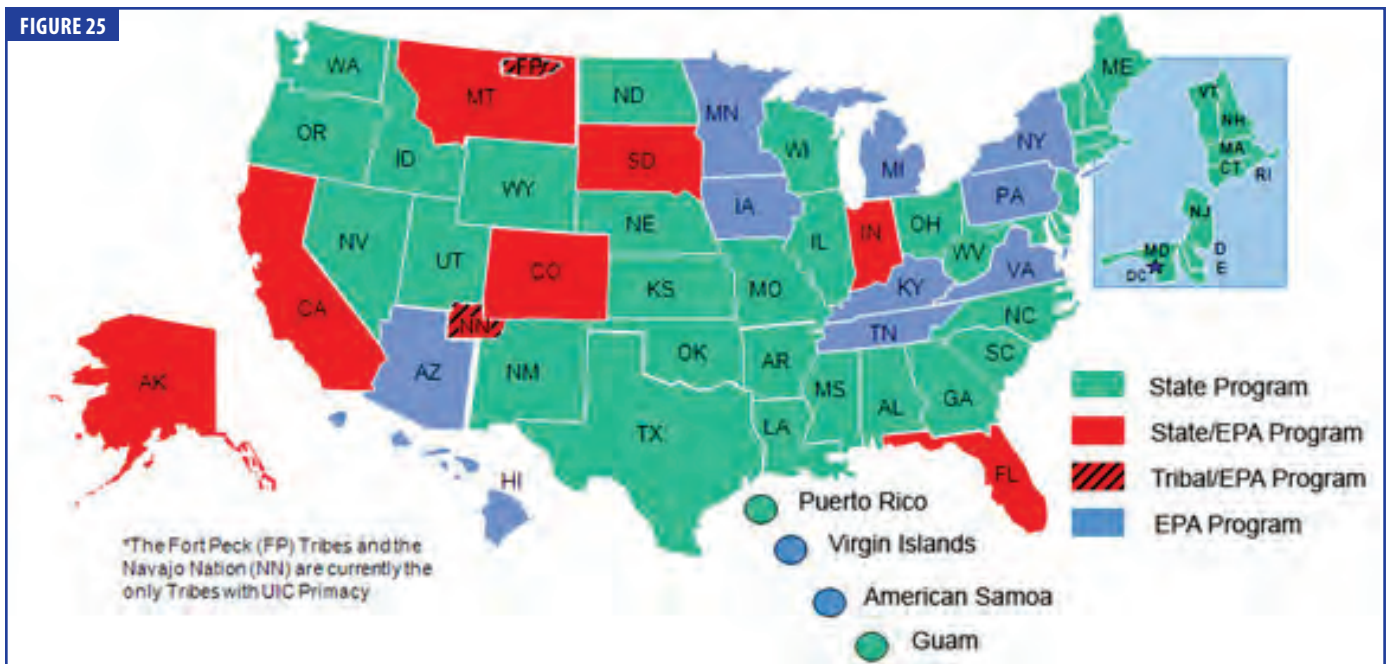 FIGURE 25
WA
FP
MT
ND
MN
ME
VT
NH
OR
ID
SD
WI
NY
MA
CT
RI
WY
MI
IA
PA
NJ
NE
NV
UT
IL
IN
OH
WV
MD
D
E
DC
CO
KS
MO
VA
KY
CA
NN
NC
TN
OK
AR
SC
AK
AZ
NM
MS
AL
GA
State Program
TX
LA
State/EPA Program
HI
FL
Tribal/EPA Program
Puerto Rico
EPA Program
*The Fort Peck (FP) Tribes and the
Navajo Nation (NN) are currently the
only Tribes with UIC Primacy
Virgin Islands
American Samoa
Guam